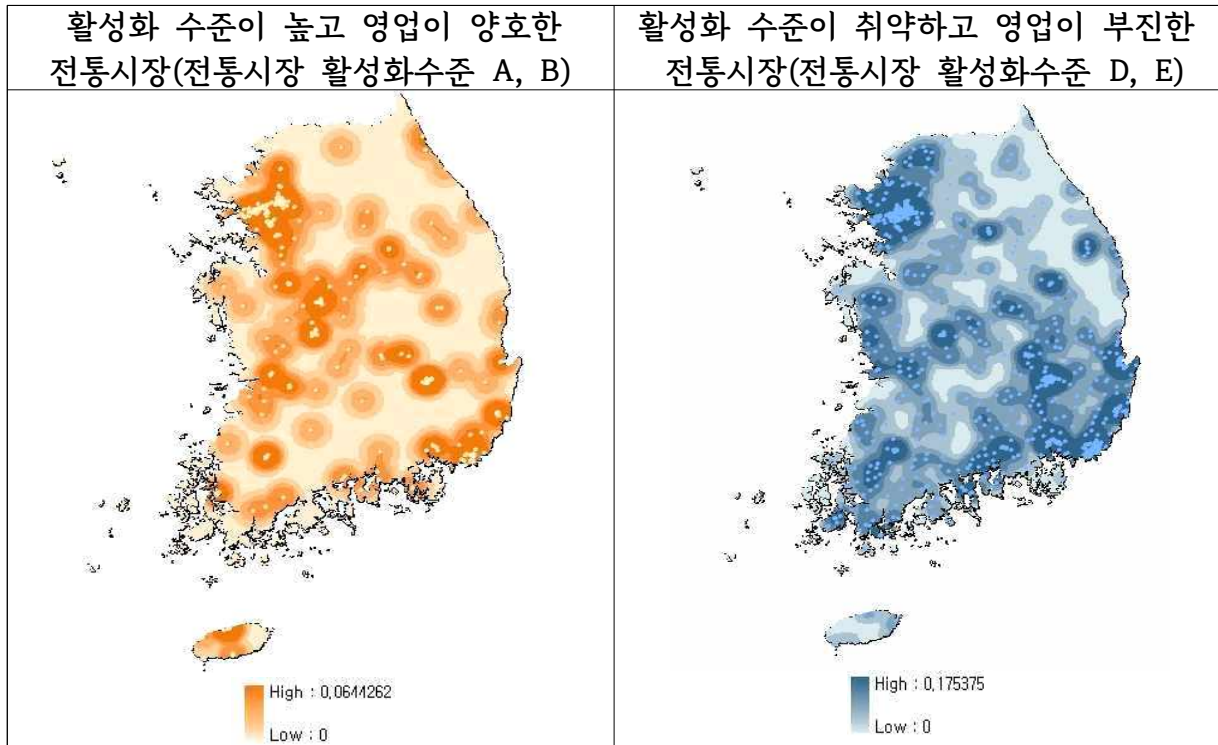 활성화 수준이 높고 영업이 양호한
전통시장(전통시장 활성화수준 A, B)
활성화 수준이 취약하고 영업이 부진한
전통시장(전통시장 활성화수준 D, E)
High : 0,0644262
Low : 0
High : 0,175375
Low : 0